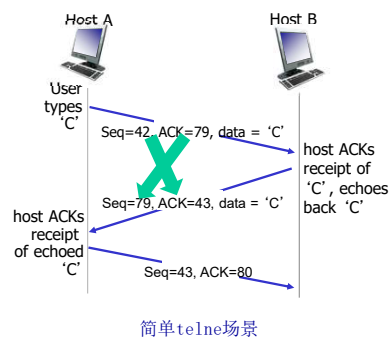 Host A
Host B
User
types
‘C’
Seq=42, ACK=79, data = ‘C’
host ACKs
receipt of
‘C’, echoes
back ‘C’
Seq=79, ACK=43, data = ‘C’
host ACKs
receipt
of echoed
‘C’
Seq=43, ACK=80
简单telne场景